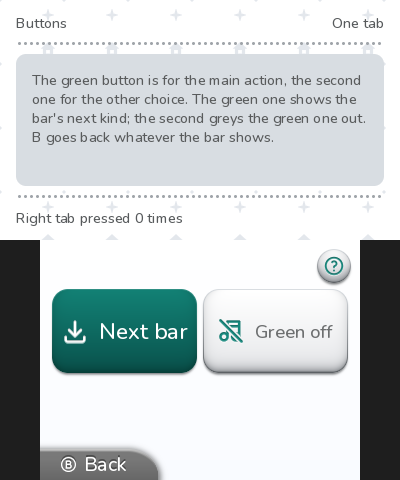 Buttons
One tab
The green button is for the main action, the second
one for the other choice. The green one shows the
bar's next kind; the second greys the green one out.
B goes back whatever the bar shows.
Right tab pressed 0 times
?
Next bar
Green off
B Back